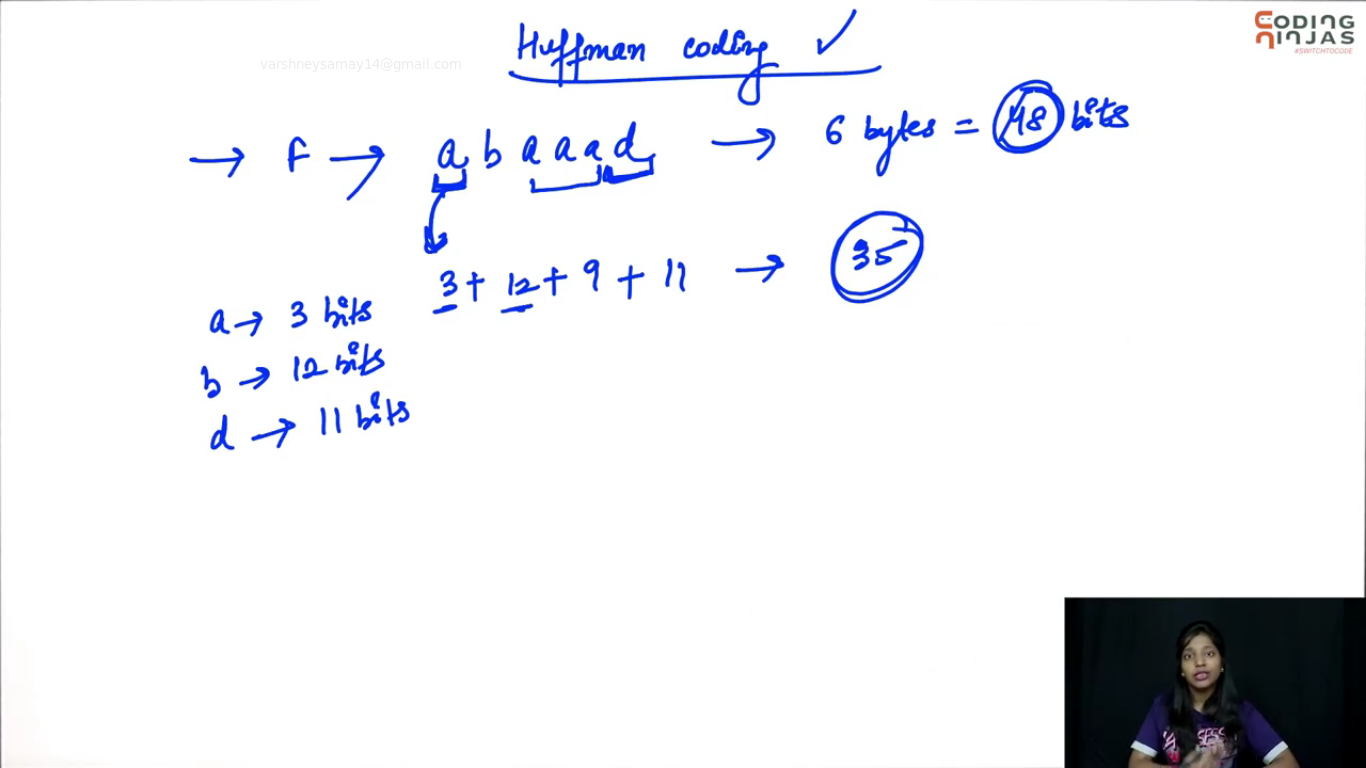 Huffman coding ✓
CODING
NINJAS
#SWITCHTOCODE
varshneysamay14@gmail.com
→ f → a b a a a d → 6 bytes = 48 bits
3 + 12 + 9 + 11 → 35
a → 3 bits
b → 12 bits
d → 11 bits